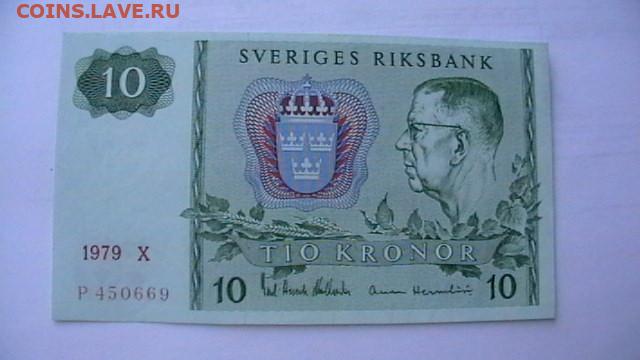 COINS.LAVE.RU
SVERIGES RIKSBANK
10
TIO KRONOR
1979 X
P 450669
10
10